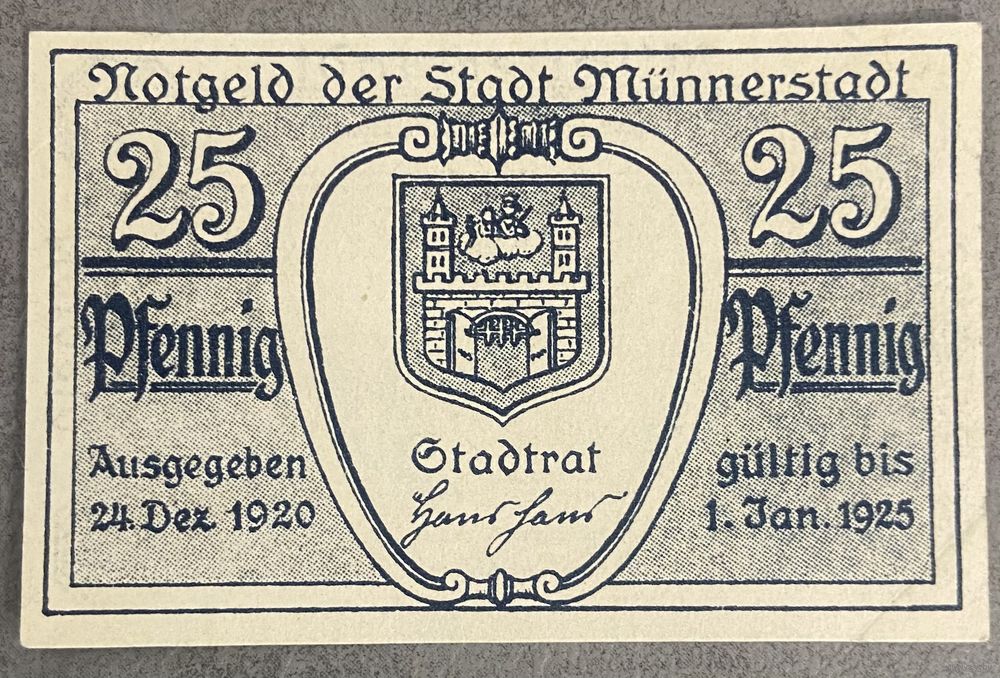 Notgeld der Stadt Münnerstadt
25
25
Pfennig
Pfennig
Ausgegeben
24. Dez. 1920
Stadtrat
gültig bis
1. Jan. 1925